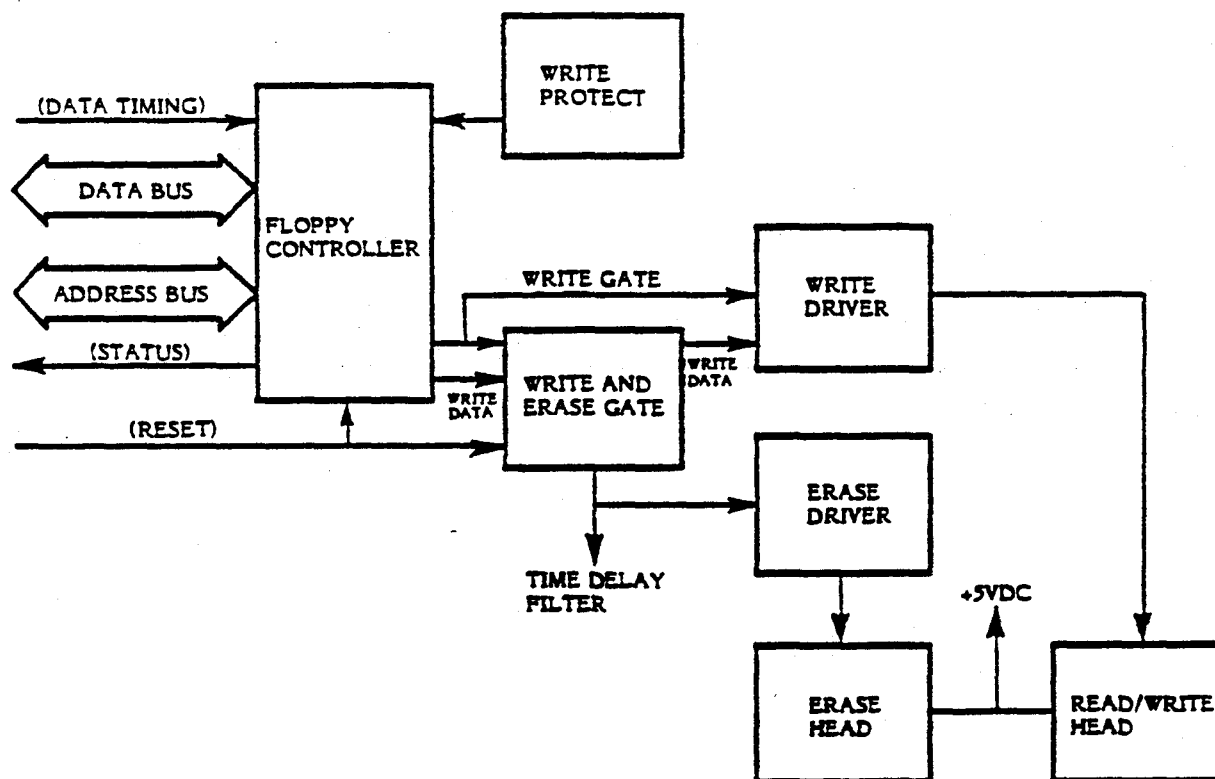 WRITE
PROTECT
(DATA TIMING)
DATA BUS
FLOPPY
CONTROLLER
ADDRESS BUS
WRITE GATE
WRITE
DRIVER
(STATUS)
WRITE AND
ERASE GATE
WRITE
DATA
WRITE
DATA
(RESET)
ERASE
DRIVER
TIME DELAY
FILTER
+5VDC
ERASE
HEAD
READ/WRITE
HEAD